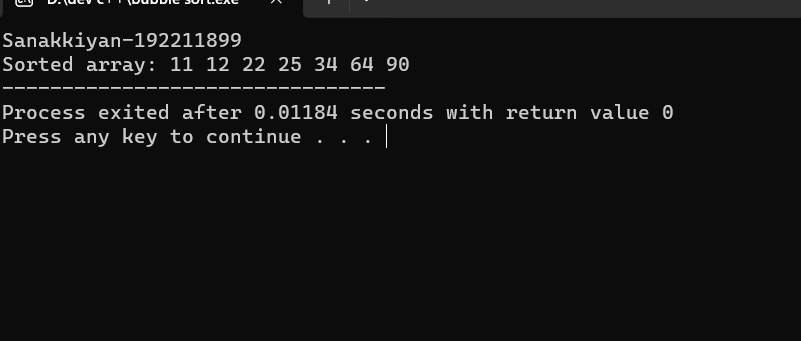 D:\dev c++\bubble sort.exe
Sanakkiyan-192211899
Sorted array: 11 12 22 25 34 64 90
--------------------------------
Process exited after 0.01184 seconds with return value 0
Press any key to continue . . .